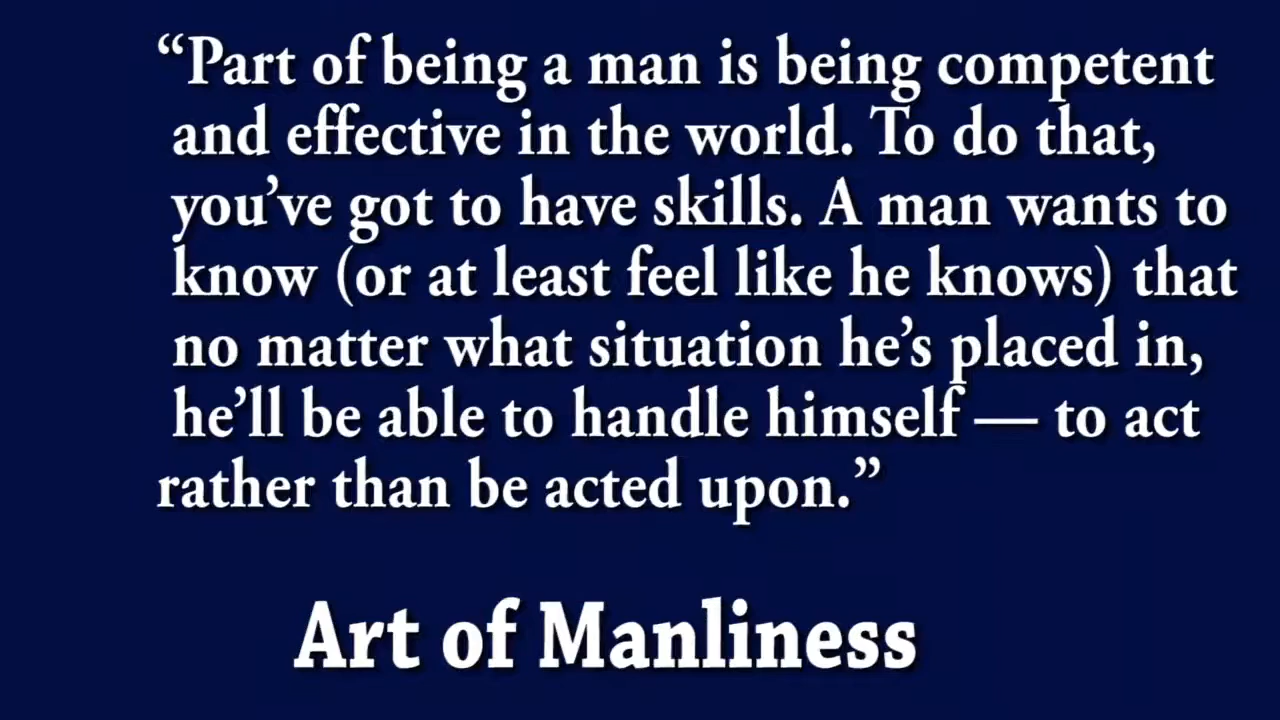 “Part of being a man is being competent
and effective in the world. To do that,
you’ve got to have skills. A man wants to
know (or at least feel like he knows) that
no matter what situation he’s placed in,
he’ll be able to handle himself — to act
rather than be acted upon.”
Art of Manliness